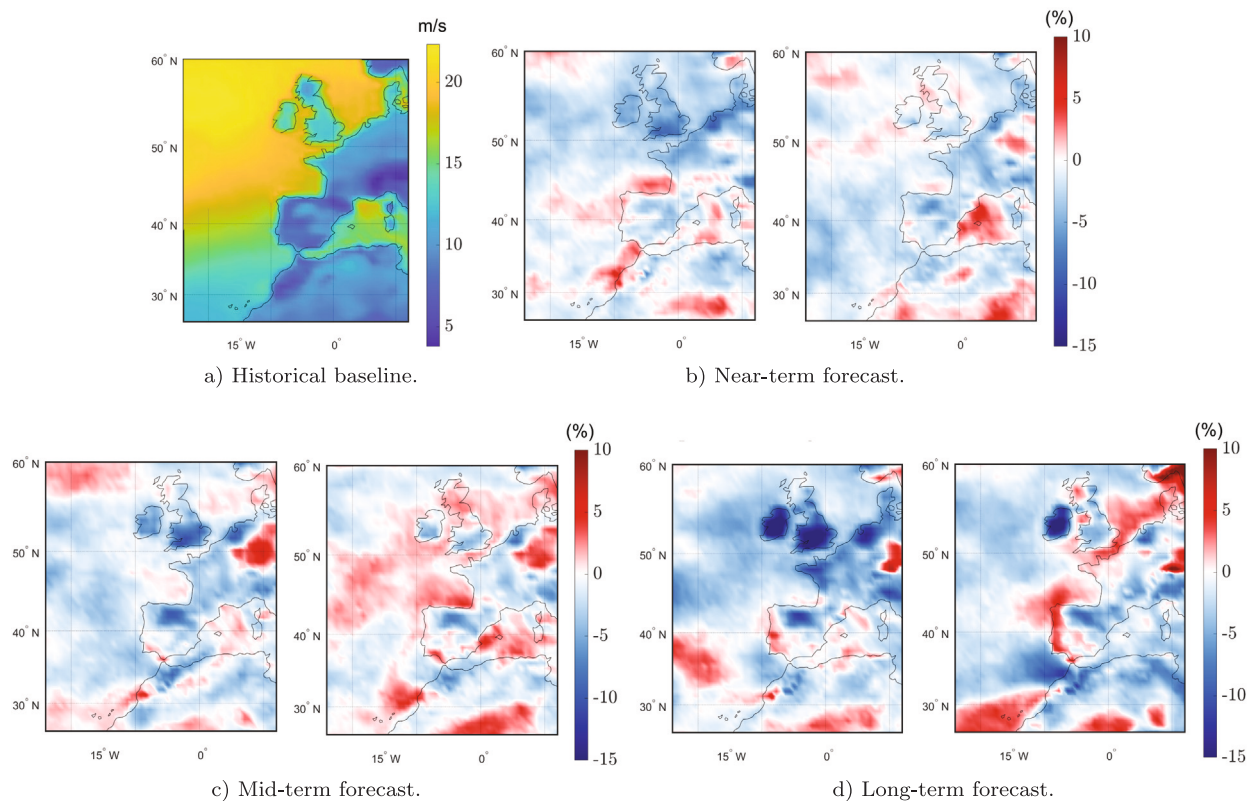 m/s
60° N
50° N
40° N
30° N
15° W
0°
20
15
10
5
a) Historical baseline.
60° N
50° N
40° N
30° N
15° W
0°
60° N
50° N
40° N
30° N
15° W
0°
(%)
10
5
0
-5
-10
-15
b) Near-term forecast.
60° N
50° N
40° N
30° N
15° W
0°
60° N
50° N
40° N
30° N
15° W
0°
(%)
10
5
0
-5
-10
-15
c) Mid-term forecast.
60° N
50° N
40° N
30° N
15° W
0°
60° N
50° N
40° N
30° N
15° W
0°
(%)
10
5
0
-5
-10
-15
d) Long-term forecast.